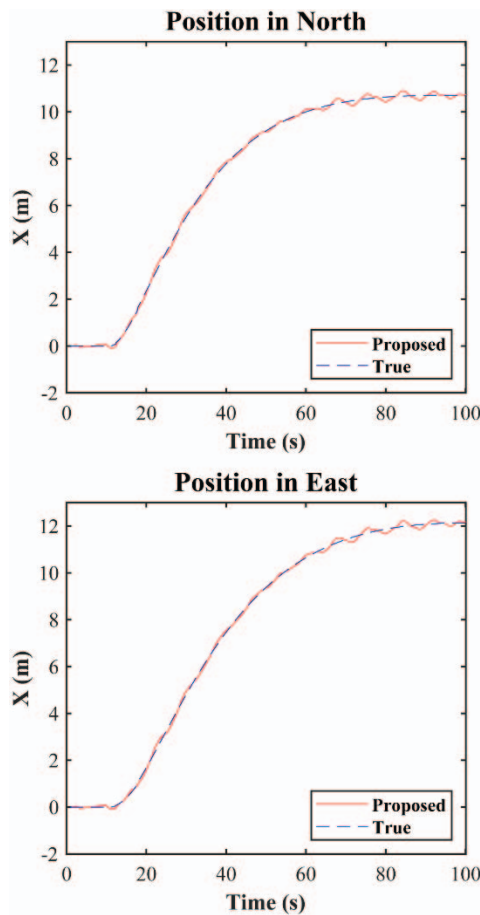 Position in North
12
10
8
6
4
2
0
-2
X (m)
Proposed
True
0 20 40 60 80 100
Time (s)
Position in East
12
10
8
6
4
2
0
-2
X (m)
Proposed
True
0 20 40 60 80 100
Time (s)